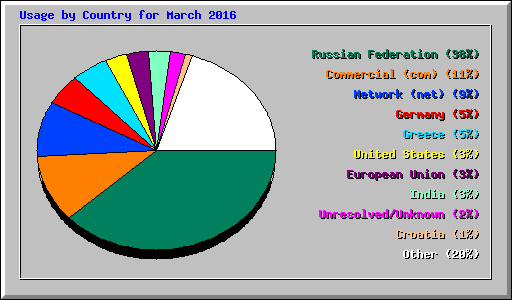 Usage by Country for March 2016
Russian Federation (38%)
Commercial (com) (11%)
Network (net) (9%)
Germany (5%)
Greece (5%)
United States (3%)
European Union (3%)
India (3%)
Unresolved/Unknown (2%)
Croatia (1%)
Other (20%)